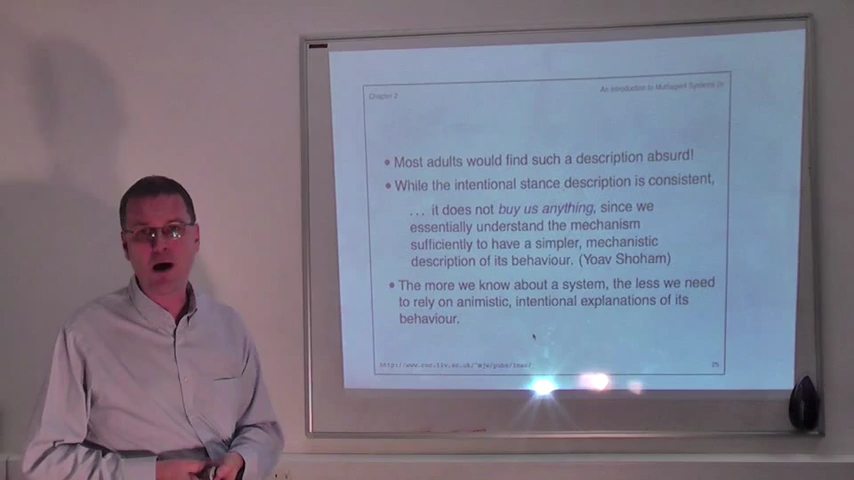 Chapter 2
An Introduction to Multiagent Systems 2e
• Most adults would find such a description absurd!
• While the intentional stance description is consistent,
. . . it does not buy us anything, since we
essentially understand the mechanism
sufficiently to have a simpler, mechanistic
description of its behaviour. (Yoav Shoham)
• The more we know about a system, the less we need
to rely on animistic, intentional explanations of its
behaviour.
25